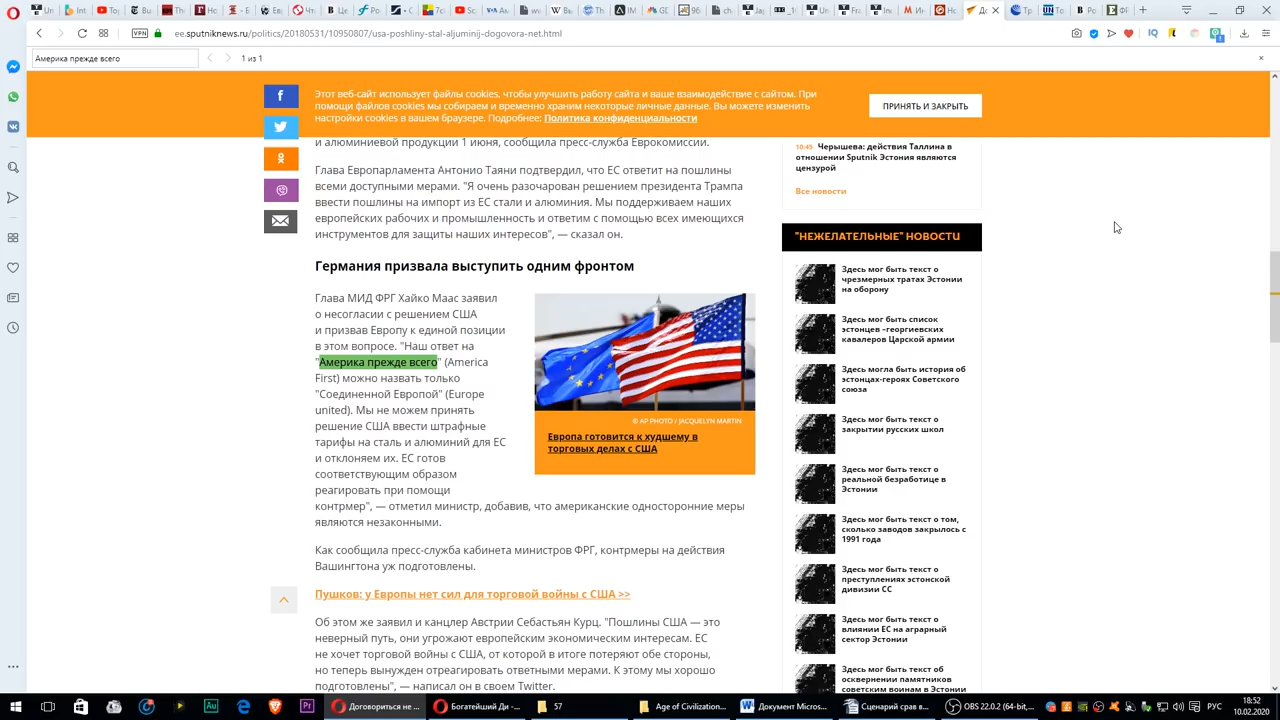 VPN
ee.sputniknews.ru/politics/20180531/10950807/usa-poshliny-stal-aljuminij-dogovora-net.html
Америка прежде всего
1 из 1
Этот веб-сайт использует файлы cookies, чтобы улучшить работу сайта и ваше взаимодействие с сайтом. При
помощи файлов cookies мы собираем и временно храним некоторые личные данные. Вы можете изменить
настройки cookies в вашем браузере. Подробнее: Политика конфиденциальности
ПРИНЯТЬ И ЗАКРЫТЬ
и алюминиевой продукции 1 июня, сообщила пресс-служба Еврокомиссии.
Глава Европарламента Антонио Таяни подтвердил, что ЕС ответит на пошлины
всеми доступными мерами. "Я очень разочарован решением президента Трампа
ввести пошлины на импорт из ЕС стали и алюминия. Мы поддерживаем наших
европейских рабочих и промышленность и ответим с помощью всех имеющихся
инструментов для защиты наших интересов", — сказал он.
Германия призвала выступить одним фронтом
Глава МИД ФРГ Хайко Маас заявил
о несогласии с решением США
и призвав Европу к единой позиции
в этом вопросе. "Наш ответ на
"Америка прежде всего" (America
First) можно назвать только
"Соединенной Европой" (Europe
united). Мы не можем принять
решение США ввести штрафные
тарифы на сталь и алюминий для ЕС
и отклоняем их. ЕС готов
соответствующим образом
реагировать при помощи
контрмер", — отметил министр, добавив, что американские односторонние меры
являются незаконными.
© AP PHOTO / JACQUELYN MARTIN
Европа готовится к худшему в
торговых делах с США
Как сообщила пресс-служба кабинета министров ФРГ, контрмеры на действия
Вашингтона уж подготовлены.
Пушков: у Европы нет сил для торговой войны с США >>
Об этом же заявил и канцлер Австрии Себастьян Курц. "Пошлины США — это
неверный путь, они угрожают европейским экономическим интересам. ЕС
не хочет торговой войны с США, от которой в итоге потеряют обе стороны,
но теперь вынужден отреагировать ответными мерами. К этому мы хорошо
подготовлены", — написал он в своем Twitter.
10:45 Черышева: действия Таллина в
отношении Sputnik Эстония являются
цензурой
Все новости
"НЕЖЕЛАТЕЛЬНЫЕ" НОВОСТИ
Здесь мог быть текст о
чрезмерных тратах Эстонии
на оборону
Здесь мог быть список
эстонцев –георгиевских
кавалеров Царской армии
Здесь могла быть история об
эстонцах-героях Советского
союза
Здесь мог быть текст о
закрытии русских школ
Здесь мог быть текст о
реальной безработице в
Эстонии
Здесь мог быть текст о том,
сколько заводов закрылось с
1991 года
Здесь мог быть текст о
преступлениях эстонской
дивизии СС
Здесь мог быть текст о
влиянии ЕС на аграрный
сектор Эстонии
Здесь мог быть текст об
осквернении памятников
советским воинам в Эстонии
Договориться не ...
Богатейший Ди -...
57
Age of Civilization...
Документ Micros...
Сценарий срав в...
OBS 22.0.2 (64-bit,...
РУС
18:52
10.02.2020